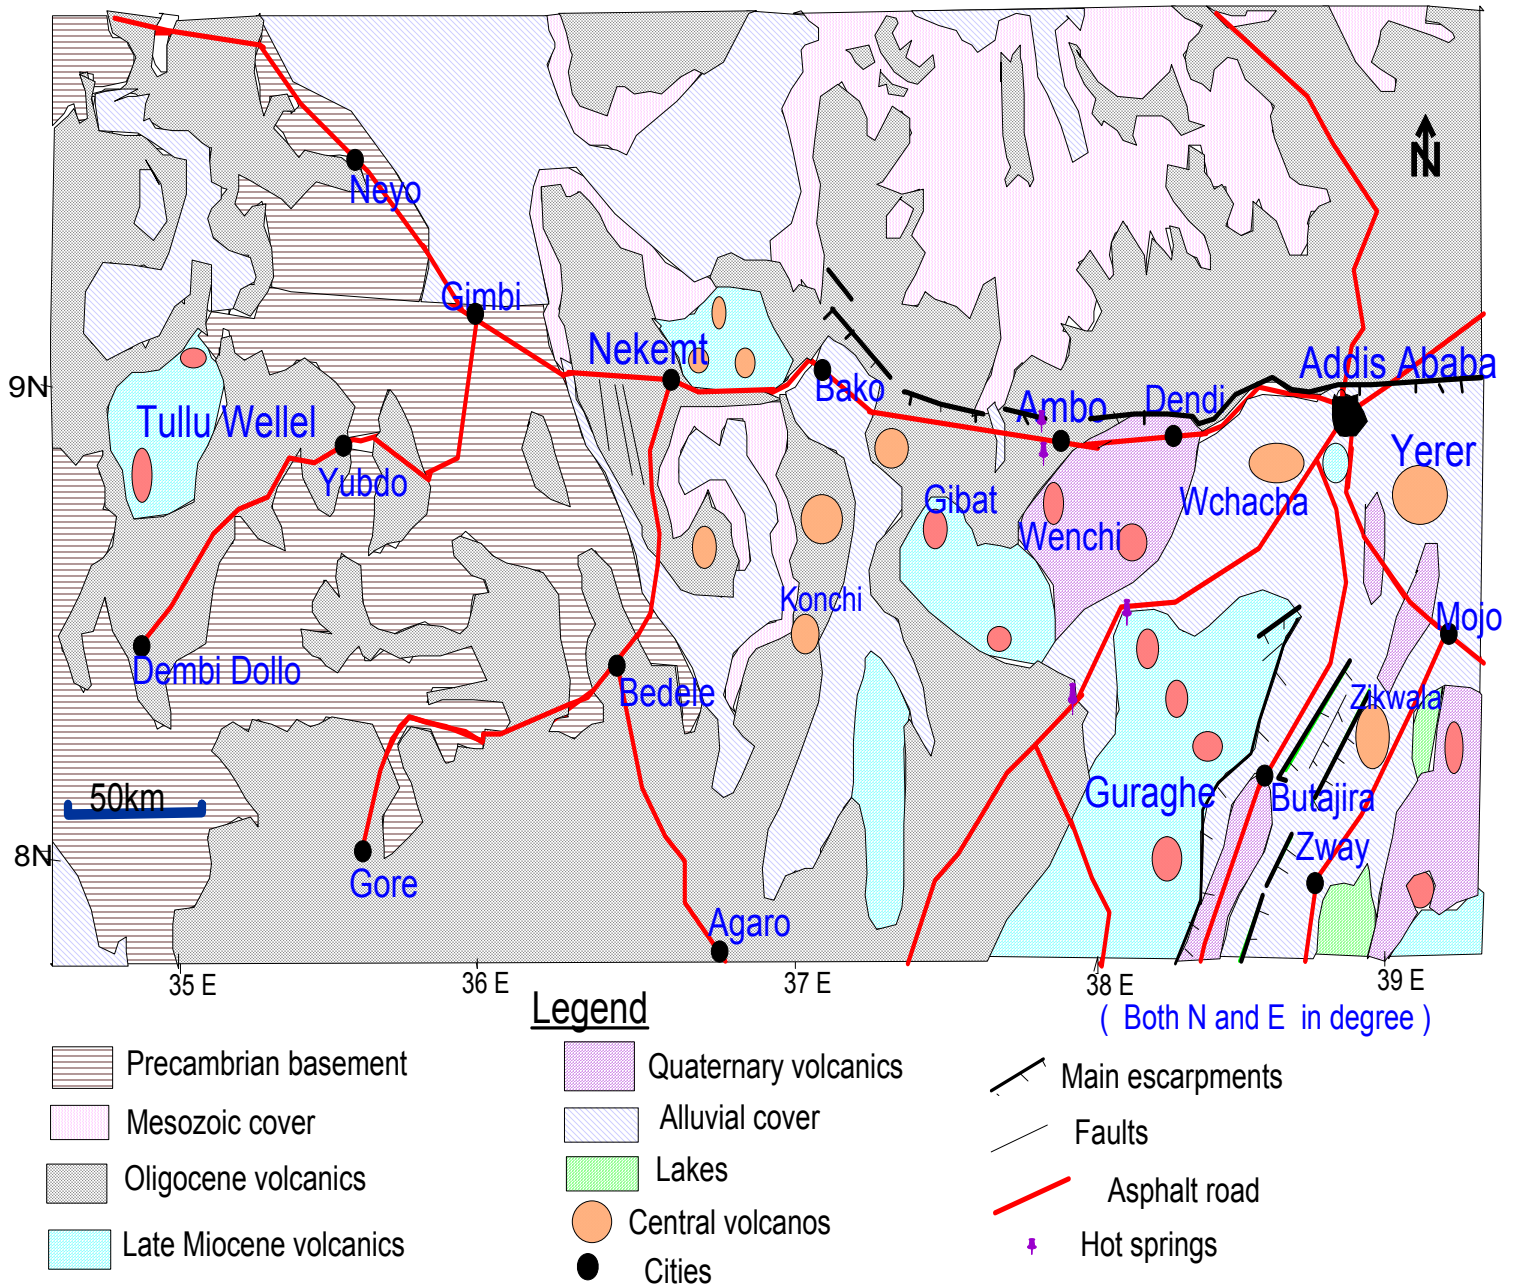 N
Neyo
Gimbi
Nekemt
Addis Ababa
9N
Bako
Ambo
Dendi
Tullu Wellel
Yubdo
Yerer
Gibat
Wchacha
Wenchi
Konchi
Mojo
Dembi Dollo
Bedele
Zikwala
50km
Guraghe
Butajira
8N
Zway
Gore
Agaro
35 E
36 E
37 E
38 E
39 E
Legend
( Both N and E in degree )
Precambrian basement
Mesozoic cover
Oligocene volcanics
Late Miocene volcanics
Quaternary volcanics
Alluvial cover
Lakes
Central volcanos
Cities
Main escarpments
Faults
Asphalt road
Hot springs